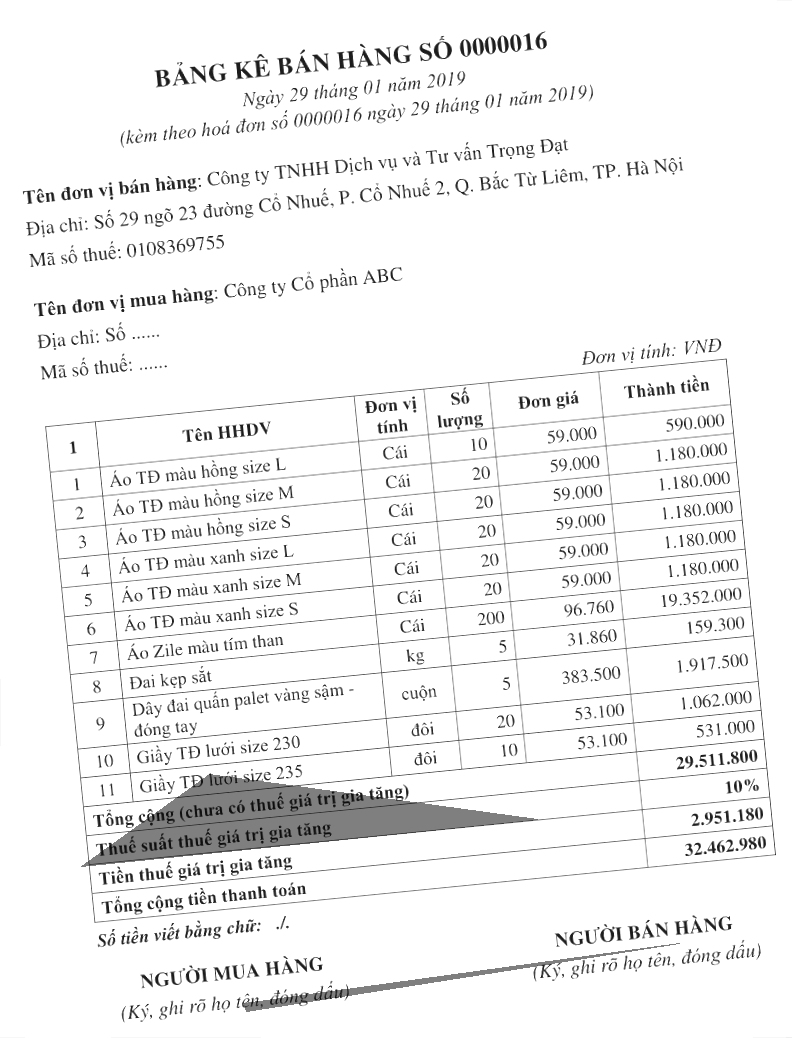 BẢNG KÊ BÁN HÀNG SỐ 0000016
Ngày 29 tháng 01 năm 2019
(kèm theo hoá đơn số 0000016 ngày 29 tháng 01 năm 2019)
Tên đơn vị bán hàng: Công ty TNHH Dịch vụ và Tư vấn Trọng Đạt
Địa chỉ: Số 29 ngõ 23 đường Cổ Nhuế, P. Cổ Nhuế 2, Q. Bắc Từ Liêm, TP. Hà Nội
Mã số thuế: 0108369755
Tên đơn vị mua hàng: Công ty Cổ phần ABC
Địa chỉ: Số ......
Mã số thuế: ......
Đơn vị tính: VNĐ
1 Tên HHDV Đơn vị tính Số lượng Đơn giá Thành tiền
1 Áo TĐ màu hồng size L Cái 10 59.000 590.000
2 Áo TĐ màu hồng size M Cái 20 59.000 1.180.000
3 Áo TĐ màu hồng size S Cái 20 59.000 1.180.000
4 Áo TĐ màu xanh size L Cái 20 59.000 1.180.000
5 Áo TĐ màu xanh size M Cái 20 59.000 1.180.000
6 Áo TĐ màu xanh size S Cái 20 59.000 1.180.000
7 Áo Zile màu tím than Cái 200 96.760 19.352.000
8 Đai kẹp sắt kg 5 31.860 159.300
9 Dây đai quấn palet vàng sậm - đóng tay cuộn 5 383.500 1.917.500
10 Giầy TĐ lưới size 230 đôi 20 53.100 1.062.000
11 Giầy TĐ lưới size 235 đôi 10 53.100 531.000
Tổng cộng (chưa có thuế giá trị gia tăng) 29.511.800
Thuế suất thuế giá trị gia tăng 10%
Tiền thuế giá trị gia tăng 2.951.180
Tổng cộng tiền thanh toán 32.462.980
Số tiền viết bằng chữ: ./.
NGƯỜI MUA HÀNG NGƯỜI BÁN HÀNG
(Ký, ghi rõ họ tên, đóng dấu) (Ký, ghi rõ họ tên, đóng dấu)